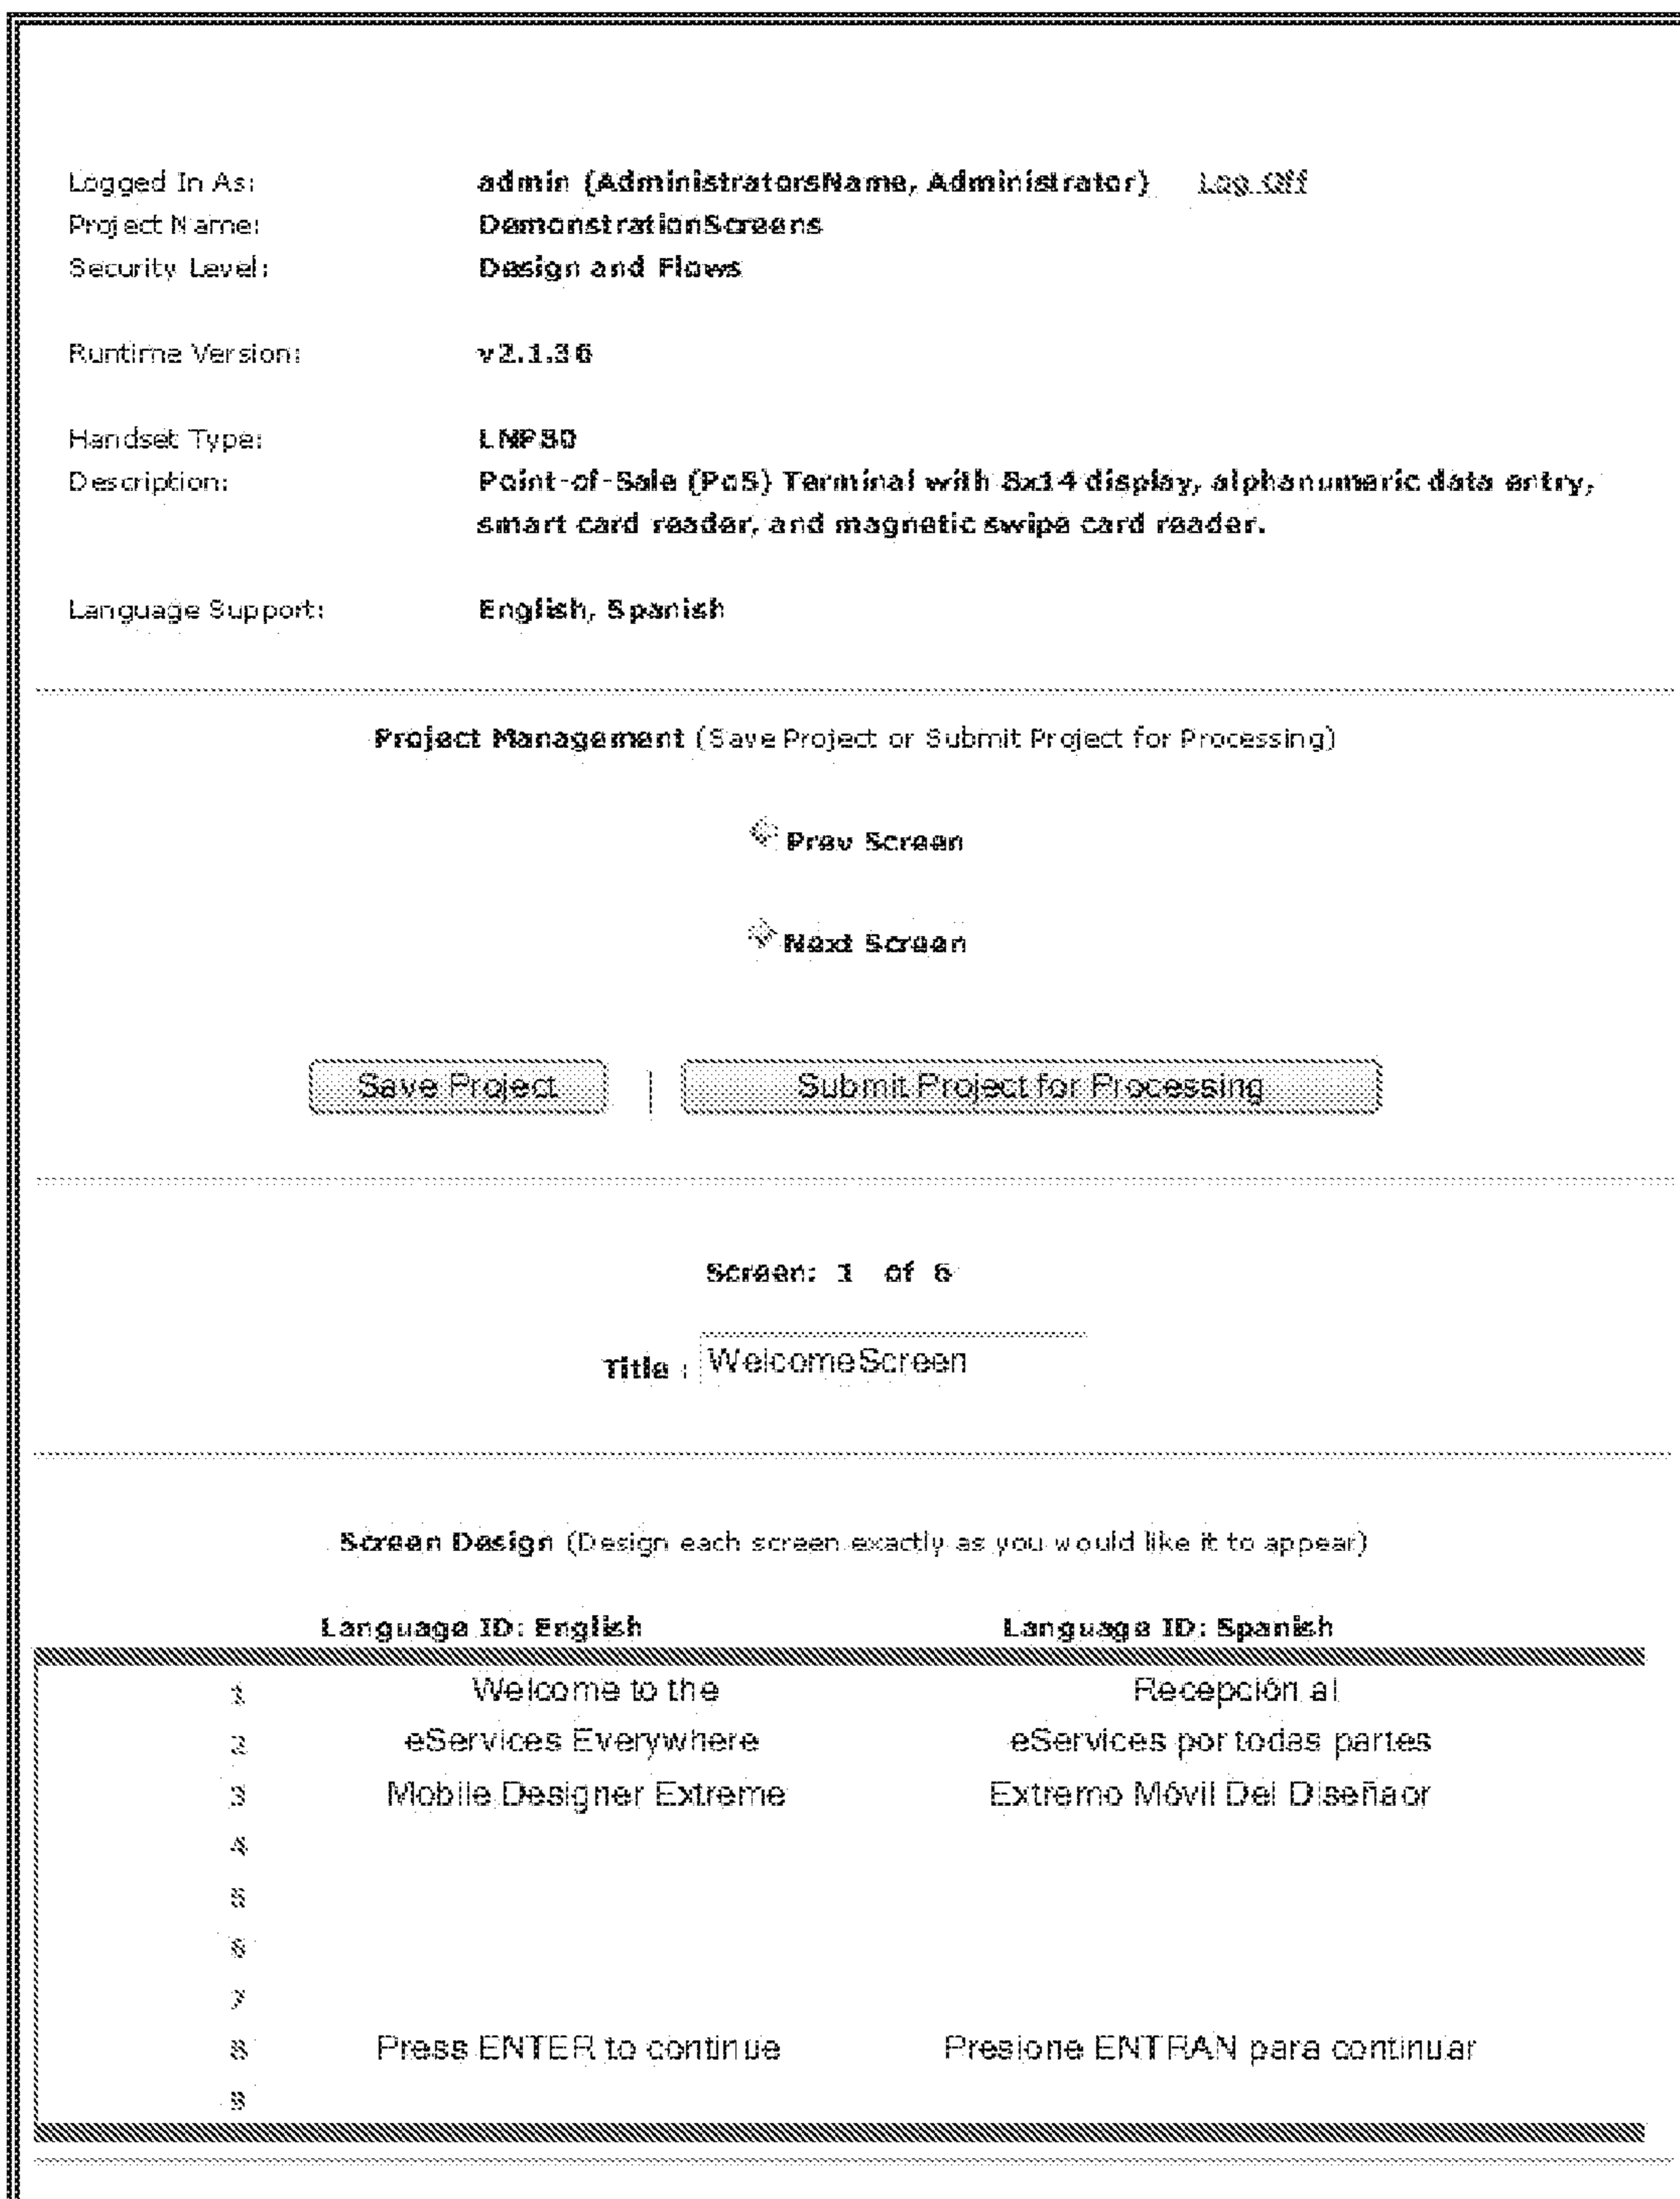 Logged In As: admin (AdministratorsName, Administrator) Log Off
Project Name: DemonstrationScreens
Security Level: Design and Flows
Runtime Version: v2.1.36
Handset Type: LNP80
Description: Point-of-Sale (PoS) Terminal with 8x14 display, alphanumeric data entry,
smart card reader, and magnetic swipe card reader.
Language Support: English, Spanish
Project Management (Save Project or Submit Project for Processing)
Prev Screen
Next Screen
Save Project | Submit Project for Processing
Screen: 1 of 6
Title : WelcomeScreen
Screen Design (Design each screen exactly as you would like it to appear)
Language ID: English Language ID: Spanish
1 Welcome to the Recepción al
2 eServices Everywhere eServices por todas partes
3 Mobile Designer Extreme Extremo Móvil Del Diseñaor
4
5
6
7
8 Press ENTER to continue Presione ENTRAN para continuar
9